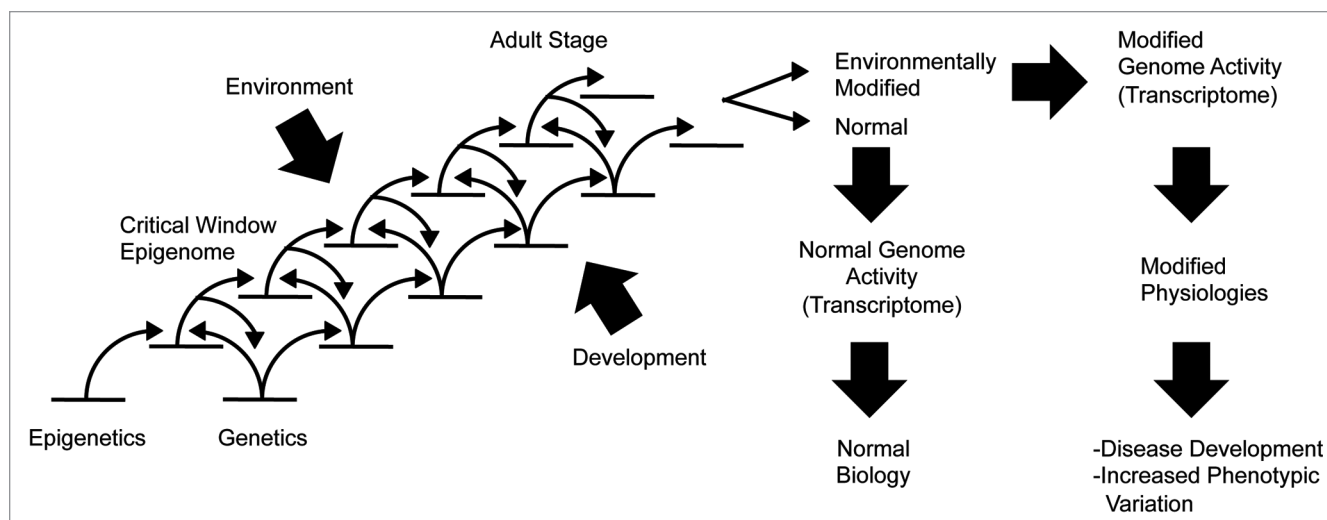 Adult Stage
Environment
Critical Window
Epigenome
Development
Epigenetics
Genetics
Environmentally
Modified
Normal
Normal Genome
Activity
(Transcriptome)
Normal
Biology
Modified
Genome Activity
(Transcriptome)
Modified
Physiologies
-Disease Development
-Increased Phenotypic
Variation